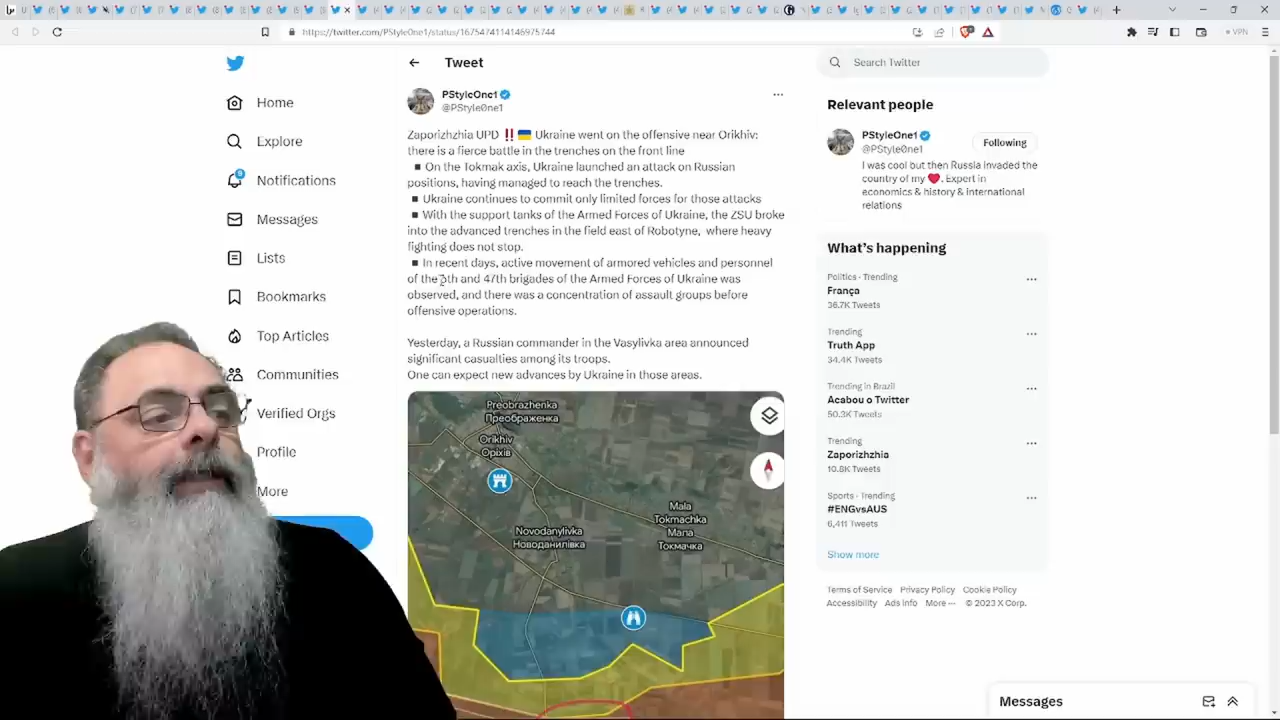 https://twitter.com/PStyle0ne1/status/1675474114146975744
VPN
Home
Explore
9
Notifications
Messages
Lists
Bookmarks
Top Articles
Communities
Verified Orgs
Profile
More
Tweet
PStyleOne1
@PStyle0ne1
Zaporizhzhia UPD ‼️🇺🇦 Ukraine went on the offensive near Orikhiv:
there is a fierce battle in the trenches on the front line
▪️On the Tokmak axis, Ukraine launched an attack on Russian
positions, having managed to reach the trenches.
▪️Ukraine continues to commit only limited forces for those attacks
▪️With the support tanks of the Armed Forces of Ukraine, the ZSU broke
into the advanced trenches in the field east of Robotyne, where heavy
fighting does not stop.
▪️In recent days, active movement of armored vehicles and personnel
of the and 47th brigades of the Armed Forces of Ukraine was
observed, and there was a concentration of assault groups before
offensive operations.
Yesterday, a Russian commander in the Vasylivka area announced
significant casualties among its troops.
One can expect new advances by Ukraine in those areas.
Preobrazhenka
Преображенка
Orikhiv
Оріхів
Novodanylivka
Новоданилівка
Mala
Tokmachka
Мала
Токмачка
Search Twitter
Relevant people
PStyleOne1
@PStyle0ne1
Following
I was cool but then Russia invaded the
country of my ❤️. Expert in
economics & history & international
relations
What's happening
Politics · Trending
França
36.7K Tweets
Trending
Truth App
34.4K Tweets
Trending in Brazil
Acabou o Twitter
50.3K Tweets
Trending
Zaporizhzhia
10.8K Tweets
Sports · Trending
#ENGvsAUS
6,411 Tweets
Show more
Terms of Service Privacy Policy Cookie Policy
Accessibility Ads info More ··· © 2023 X Corp.
Messages